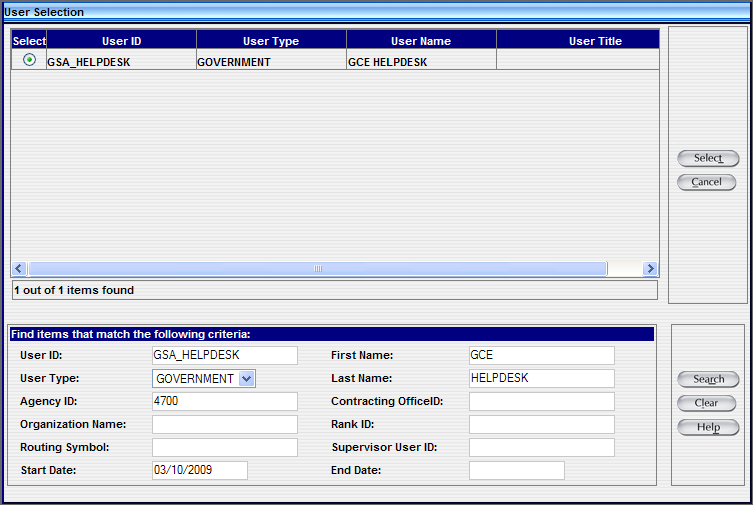 User Selection
Select User ID User Type User Name User Title
GSA_HELPDESK GOVERNMENT GCE HELPDESK
Select
Cancel
1 out of 1 items found
Find items that match the following criteria:
User ID: GSA_HELPDESK First Name: GCE
User Type: GOVERNMENT Last Name: HELPDESK
Agency ID: 4700 Contracting OfficeID:
Organization Name: Rank ID:
Routing Symbol: Supervisor User ID:
Start Date: 03/10/2009 End Date:
Search
Clear
Help